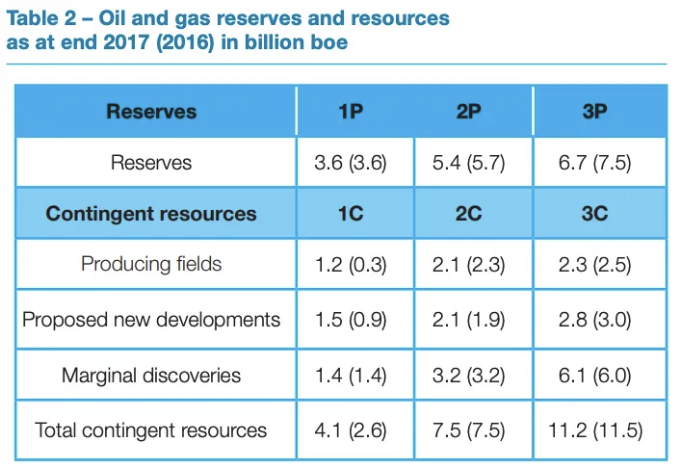 Table 2 – Oil and gas reserves and resources
as at end 2017 (2016) in billion boe
Reserves 1P 2P 3P
Reserves 3.6 (3.6) 5.4 (5.7) 6.7 (7.5)
Contingent resources 1C 2C 3C
Producing fields 1.2 (0.3) 2.1 (2.3) 2.3 (2.5)
Proposed new developments 1.5 (0.9) 2.1 (1.9) 2.8 (3.0)
Marginal discoveries 1.4 (1.4) 3.2 (3.2) 6.1 (6.0)
Total contingent resources 4.1 (2.6) 7.5 (7.5) 11.2 (11.5)